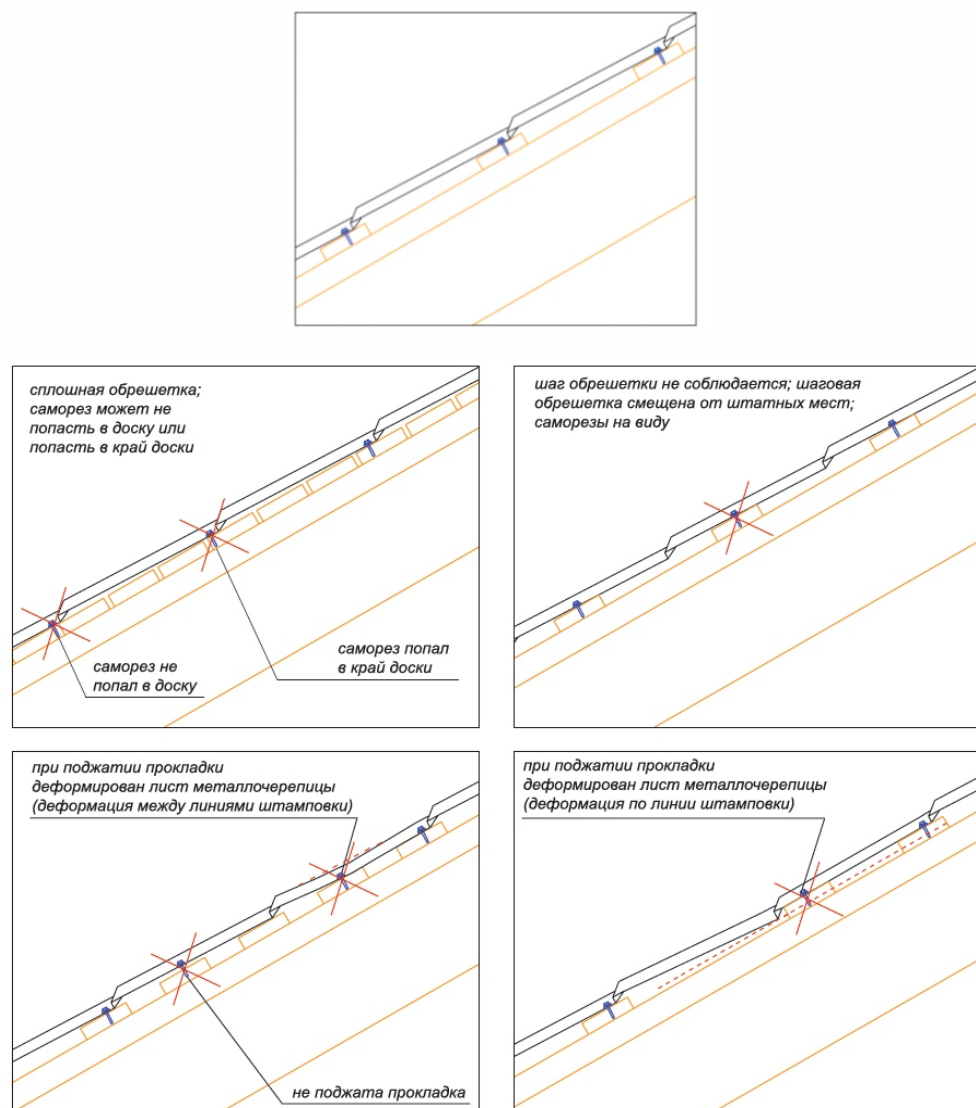 сплошная обрешетка;
саморез может не
попасть в доску или
попасть в край доски
саморез не
попал в доску
саморез попал
в край доски
шаг обрешетки не соблюдается; шаговая
обрешетка смещена от штатных мест;
саморезы на виду
при поджатии прокладки
деформирован лист металлочерепицы
(деформация между линиями штамповки)
не поджата прокладка
при поджатии прокладки
деформирован лист металлочерепицы
(деформация по линии штамповки)